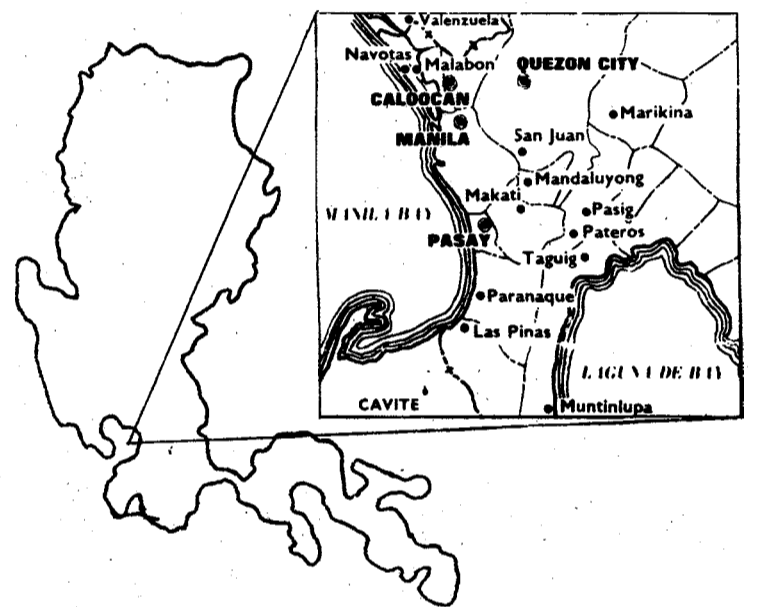 Valenzuela
Navotas
Malabon
QUEZON CITY
CALOOCAN
Marikina
MANILA
San Juan
Mandaluyong
Makati
MANILA BAY
Pasig
Pateros
PASAY
Taguig
Paranaque
Las Pinas
LAGUNA DE BAY
CAVITE
Muntinlupa